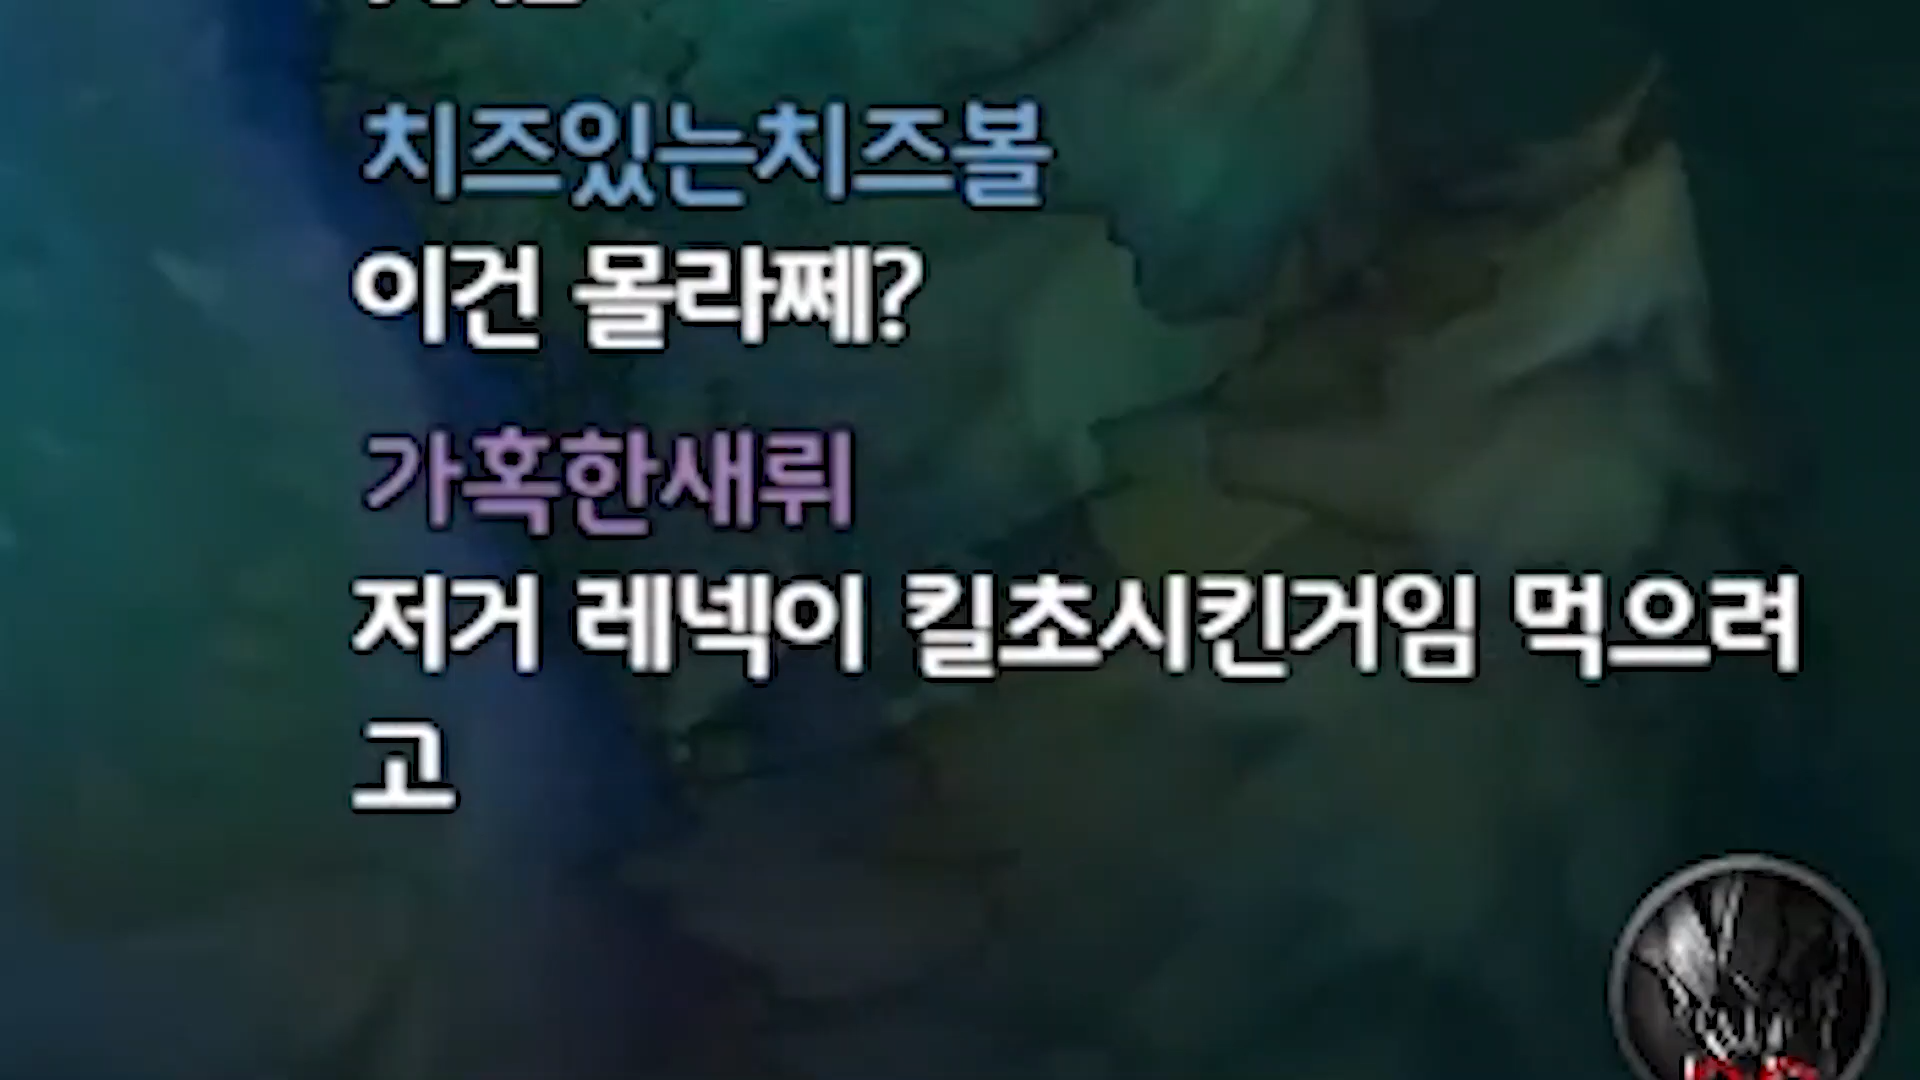 치즈있는치즈볼
이건 몰라쩨?
가혹한새뤼
저거 레넥이 킬초시킨거임 먹으려
고